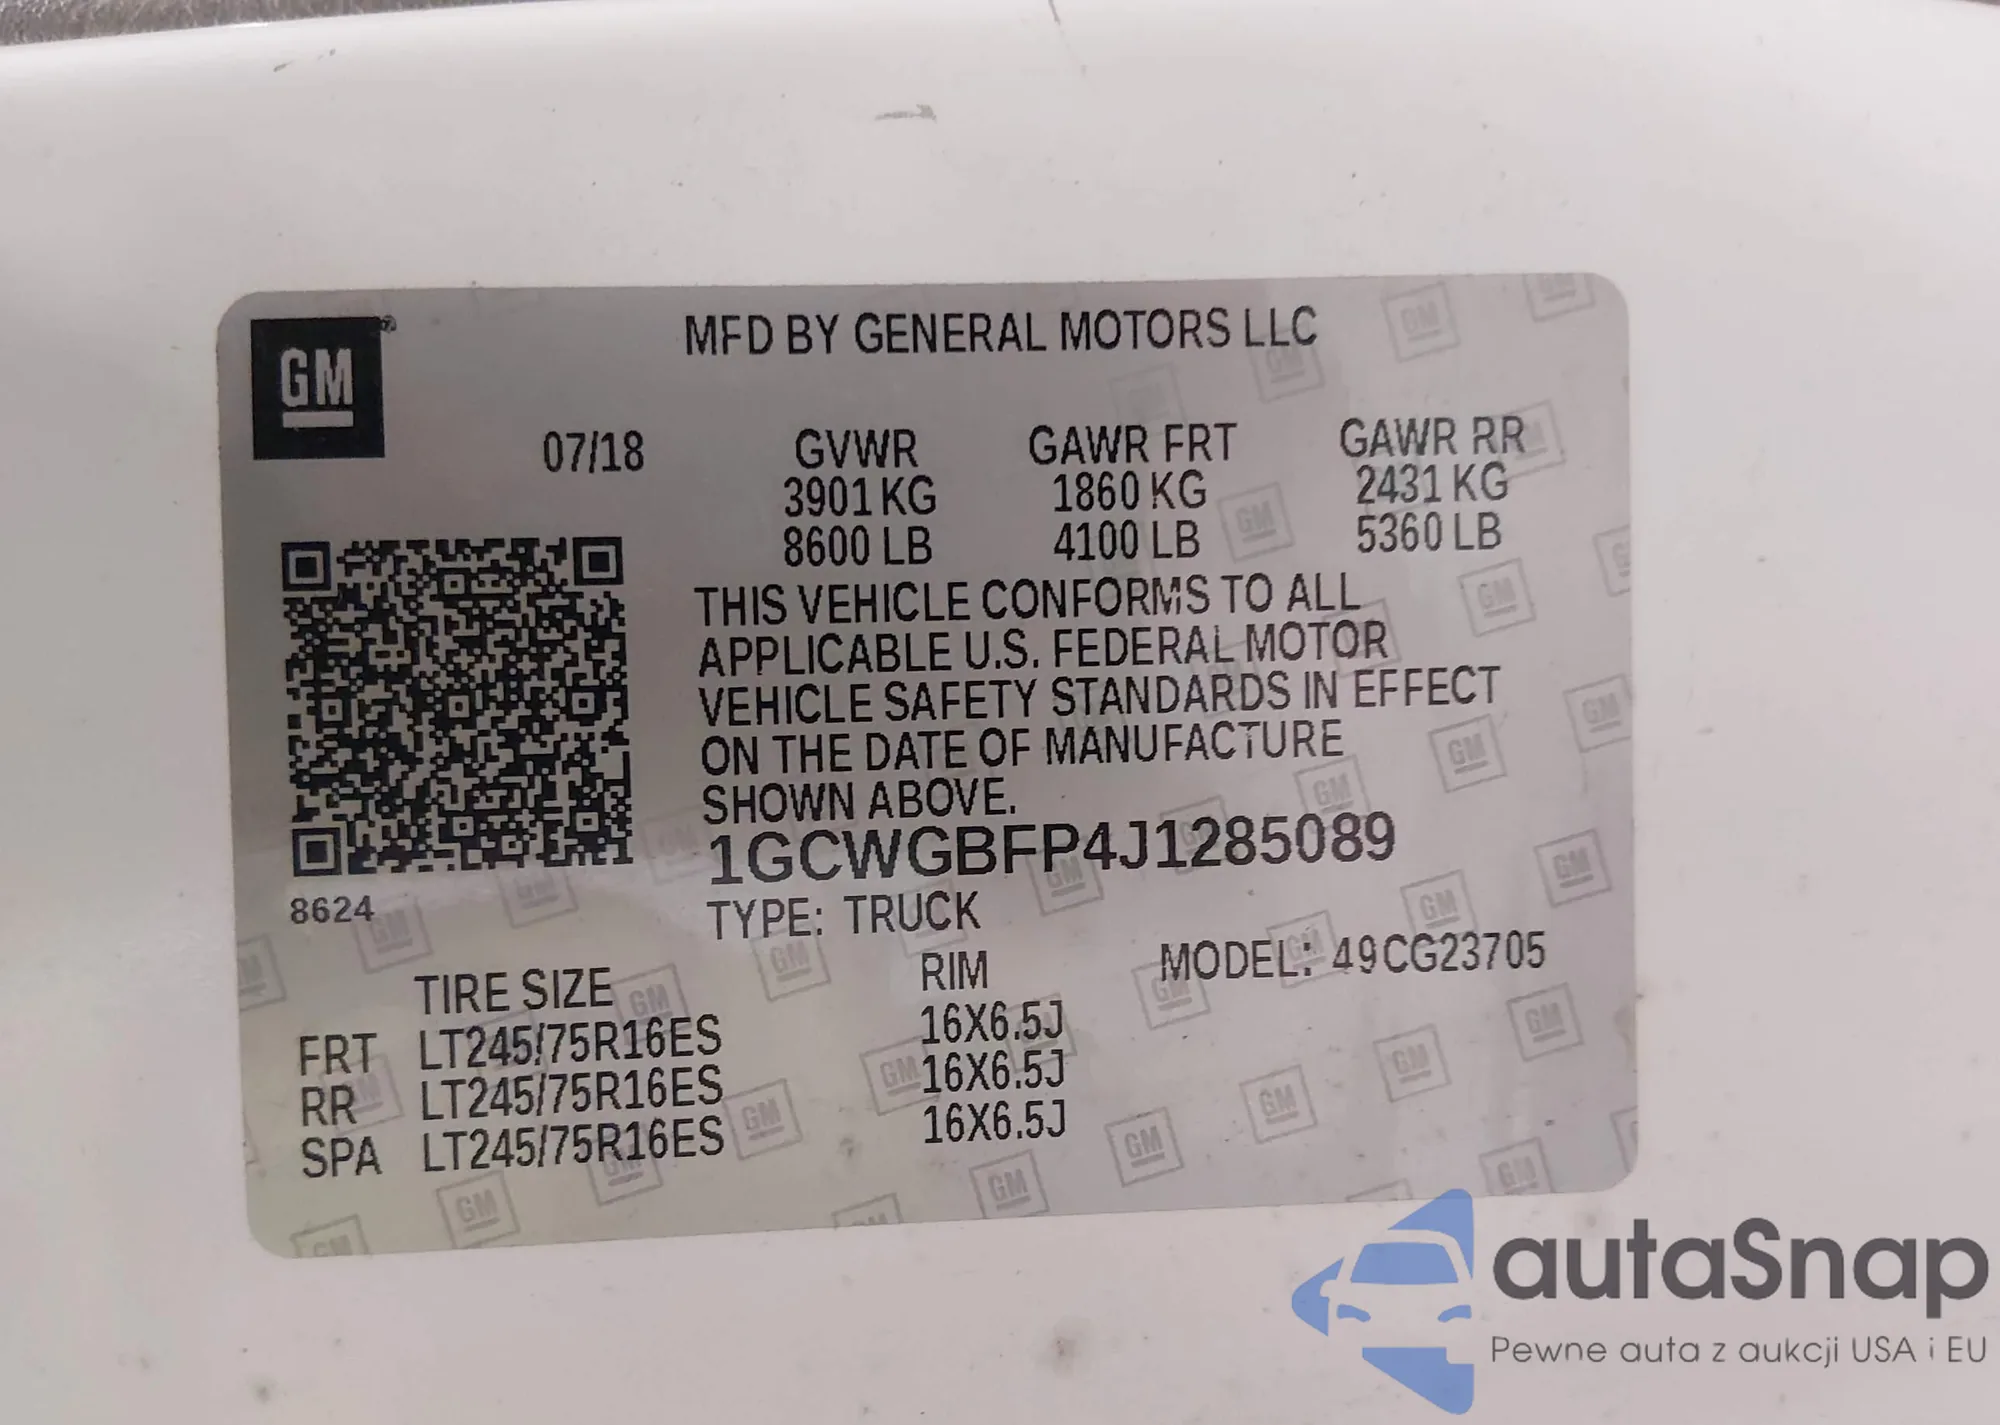 GM
MFD BY GENERAL MOTORS LLC
07/18 GVWR GAWR FRT GAWR RR
3901 KG 1860 KG 2431 KG
8600 LB 4100 LB 5360 LB
THIS VEHICLE CONFORMS TO ALL
APPLICABLE U.S. FEDERAL MOTOR
VEHICLE SAFETY STANDARDS IN EFFECT
ON THE DATE OF MANUFACTURE
SHOWN ABOVE.
1GCWGBFP4J1285089
8624
TYPE: TRUCK
MODEL: 49CG23705
TIRE SIZE RIM
FRT LT245/75R16ES 16X6.5J
RR LT245/75R16ES 16X6.5J
SPA LT245/75R16ES 16X6.5J
autaSnap
Pewne auta z aukcji USA i EU